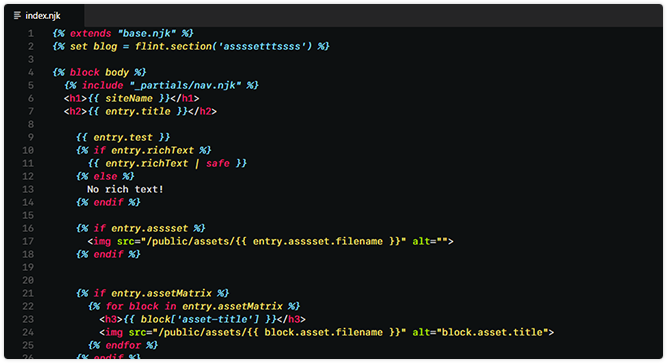 index.njk
1 {% extends "base.njk" %}
2 {% set blog = flint.section('assssetttssss') %}
3
4 {% block body %}
5 {% include "_partials/nav.njk" %}
6 <h1>{{ siteName }}</h1>
7 <h2>{{ entry.title }}</h2>
8
9 {{ entry.test }}
10 {% if entry.richText %}
11 {{ entry.richText | safe }}
12 {% else %}
13 No rich text!
14 {% endif %}
15
16 {% if entry.asssset %}
17 <img src="/public/assets/{{ entry.asssset.filename }}" alt="">
18 {% endif %}
19
20
21 {% if entry.assetMatrix %}
22 {% for block in entry.assetMatrix %}
23 <h3>{{ block['asset-title'] }}</h3>
24 <img src="/public/assets/{{ block.asset.filename }}" alt="block.asset.title">
25 {% endfor %}
26 {% endif %}